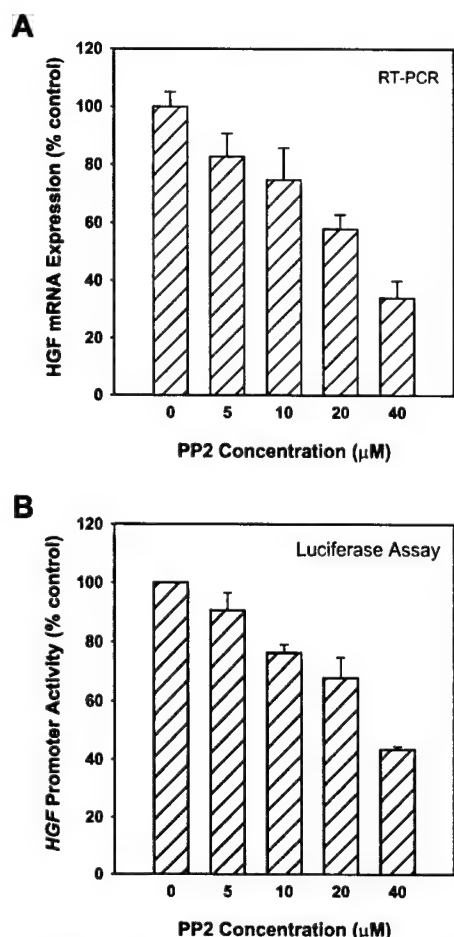 A
HGF mRNA Expression (% control)
120
100
80
60
40
20
0
RT-PCR
0 5 10 20 40
PP2 Concentration (μM)
B
HGF Promoter Activity (% control)
120
100
80
60
40
20
0
Luciferase Assay
0 5 10 20 40
PP2 Concentration (μM)